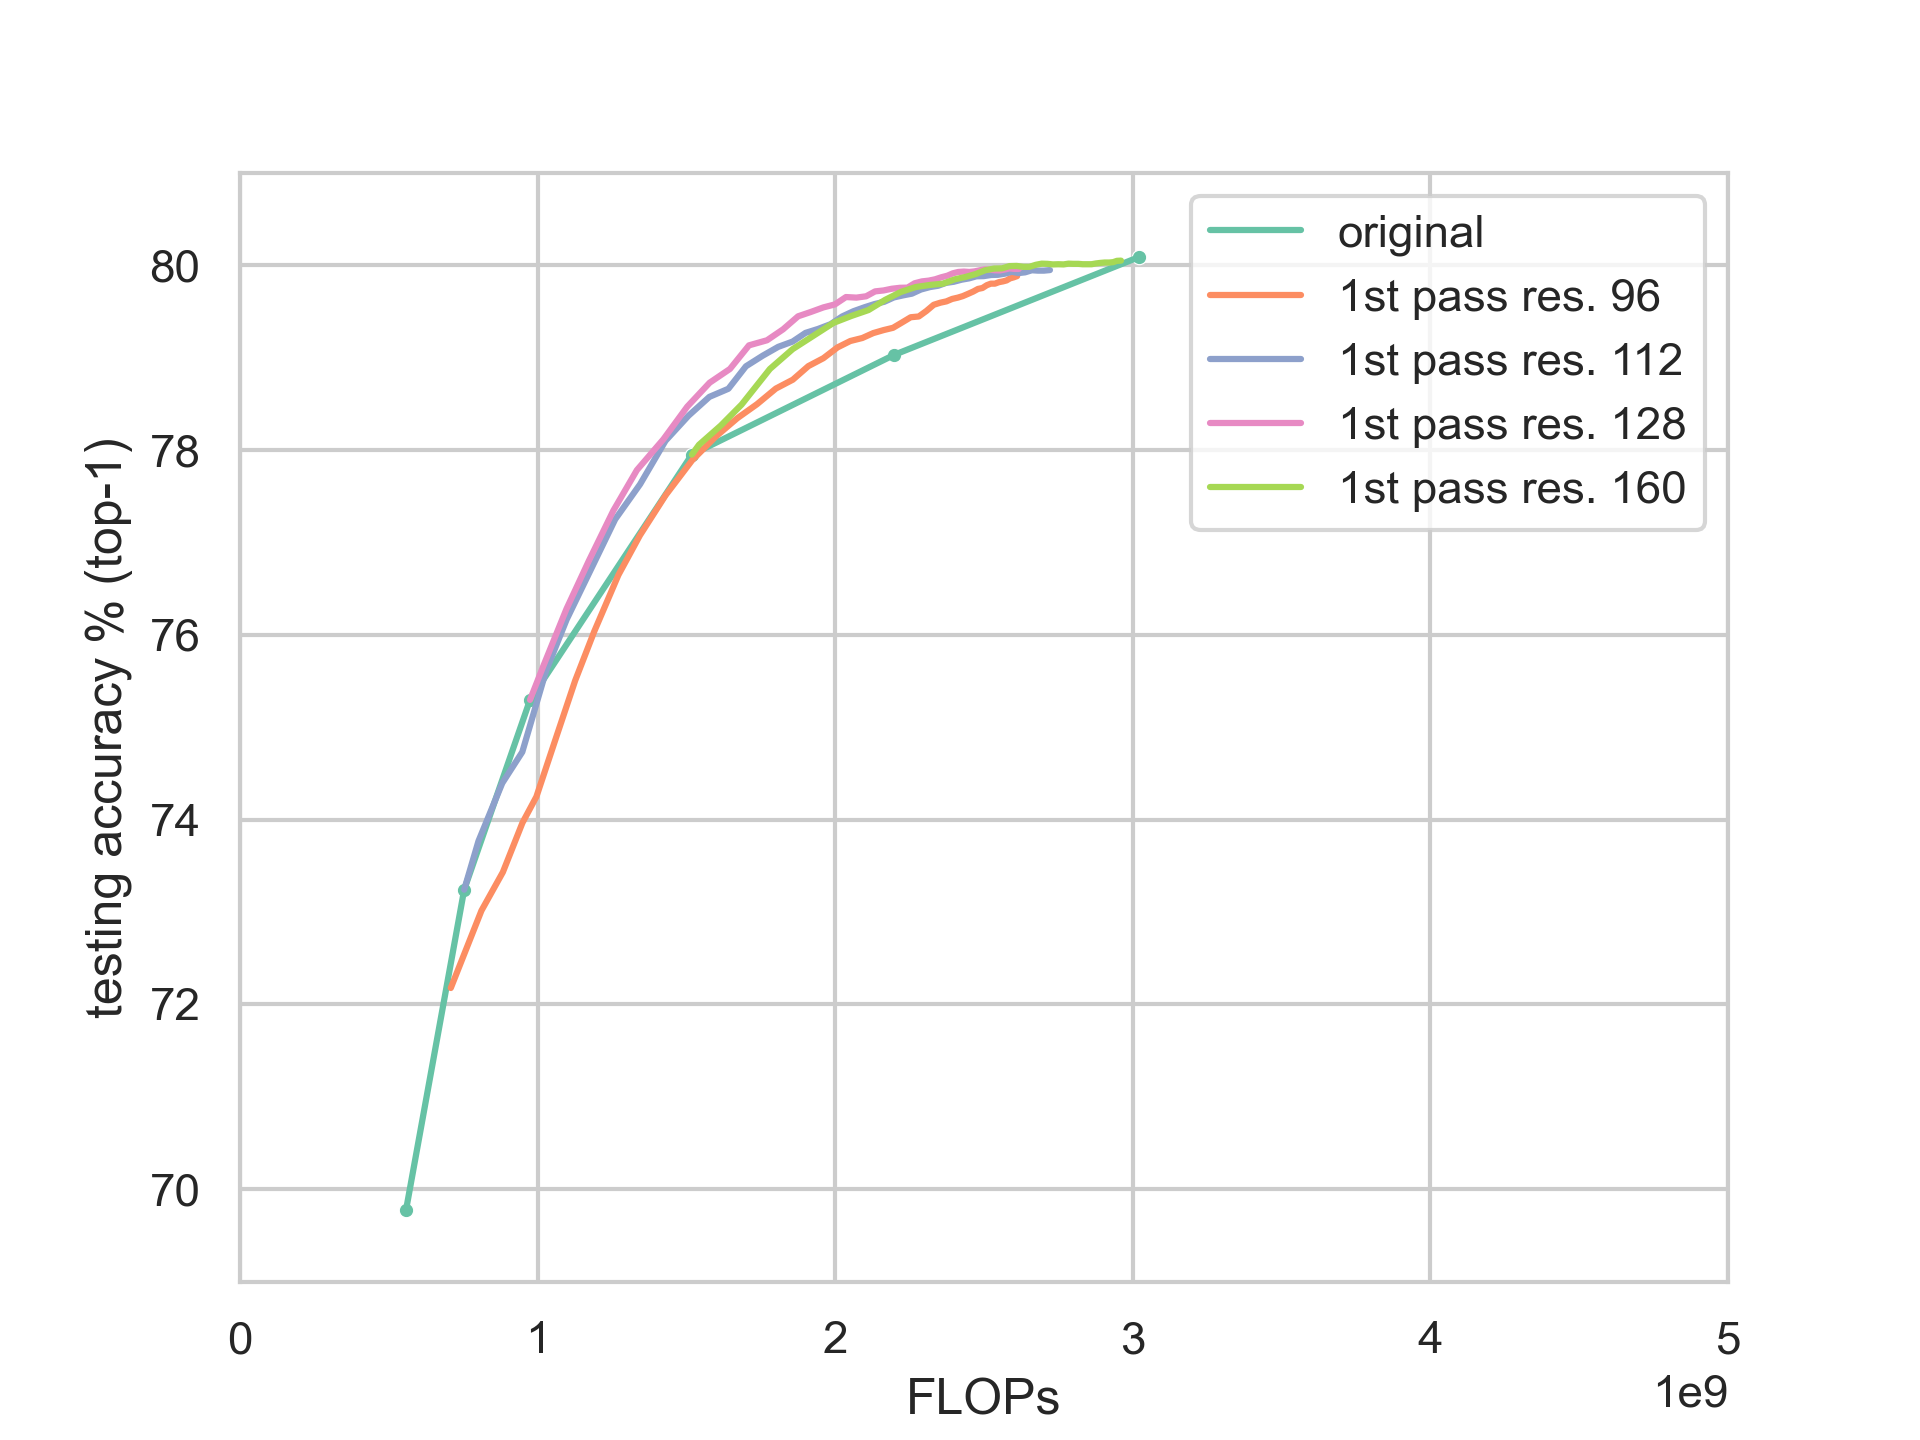 original
1st pass res. 96
1st pass res. 112
1st pass res. 128
1st pass res. 160
80
78
76
74
72
70
testing accuracy % (top-1)
0 1 2 3 4 5
FLOPs
1e9